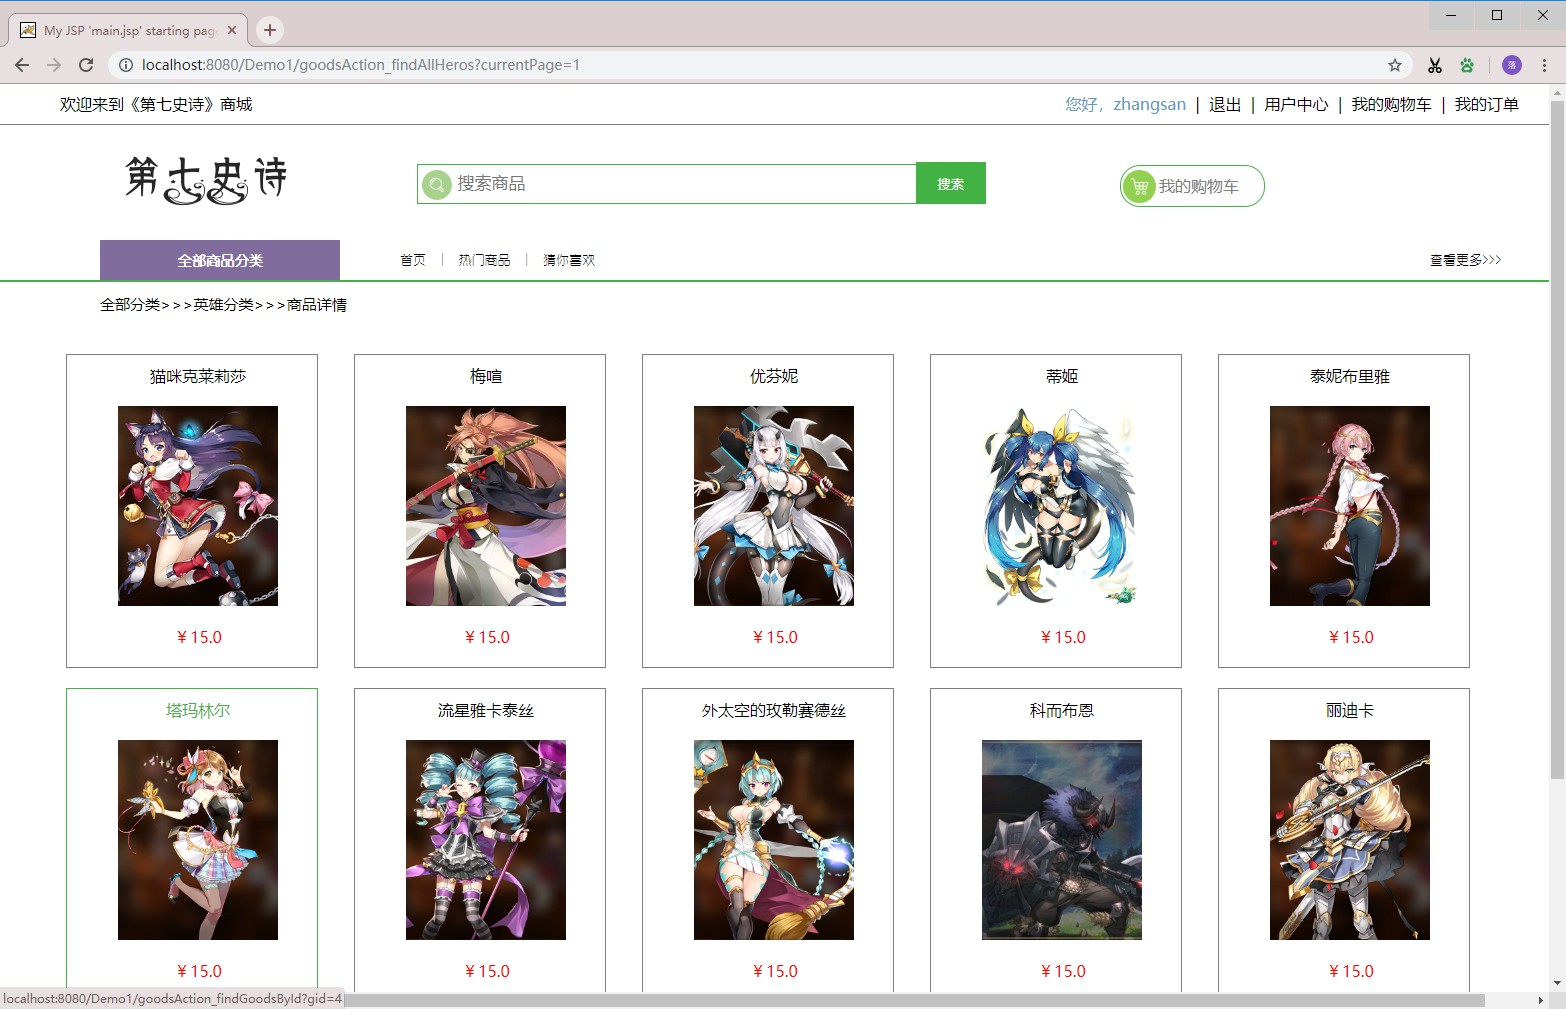 My JSP 'main.jsp' starting page
localhost:8080/Demo1/goodsAction_findAllHeros?currentPage=1
落
欢迎来到《第七史诗》商城
您好，zhangsan | 退出 | 用户中心 | 我的购物车 | 我的订单
第七史诗
搜索商品
搜索
我的购物车
全部商品分类
首页 | 热门商品 | 猜你喜欢
查看更多>>>
全部分类>>>英雄分类>>>商品详情
猫咪克莱莉莎
梅喧
优芬妮
蒂姬
泰妮布里雅
￥15.0
￥15.0
￥15.0
￥15.0
￥15.0
塔玛林尔
流星雅卡泰丝
外太空的玫勒赛德丝
科而布恩
丽迪卡
￥15.0
￥15.0
￥15.0
￥15.0
￥15.0
localhost:8080/Demo1/goodsAction_findGoodsById?gid=4